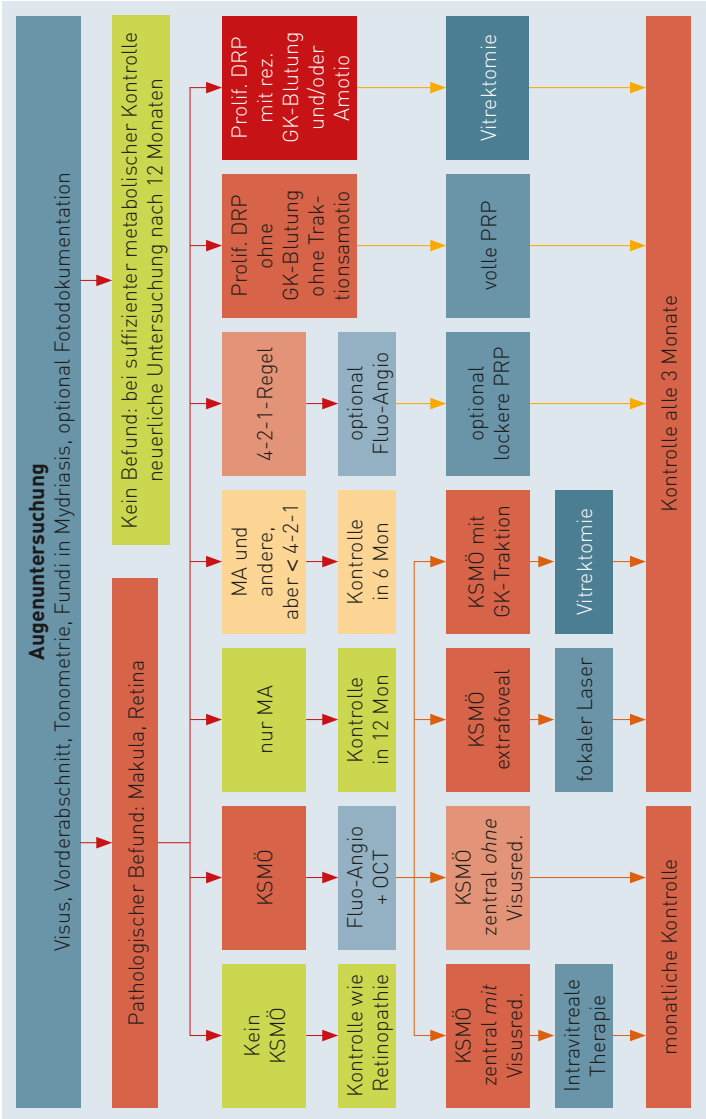 Augenuntersuchung
Visus, Vorderabschnitt, Tonometrie, Fundi in Mydriasis, optional Fotodokumentation
Pathologischer Befund: Makula, Retina
Kein Befund: bei suffizienter metabolischer Kontrolle
neuerliche Untersuchung nach 12 Monaten
Kein
KSMÖ
KSMÖ
nur MA
MA und
andere,
aber < 4-2-1
4-2-1-Regel
Prolif. DRP
ohne
GK-Blutung
ohne Trak-
tionsamotio
Prolif. DRP
mit rez.
GK-Blutung
und/oder
Amotio
Kontrolle wie
Retinopathie
Fluo-Angio
+ OCT
Kontrolle
in 12 Mon
Kontrolle
in 6 Mon
optional
Fluo-Angio
KSMÖ
zentral mit
Visusred.
KSMÖ
zentral ohne
Visusred.
KSMÖ
extrafoveal
KSMÖ mit
GK-Traktion
optional
lockere PRP
volle PRP
Vitrektomie
Intravitreale
Therapie
fokaler Laser
Vitrektomie
monatliche Kontrolle
Kontrolle alle 3 Monate